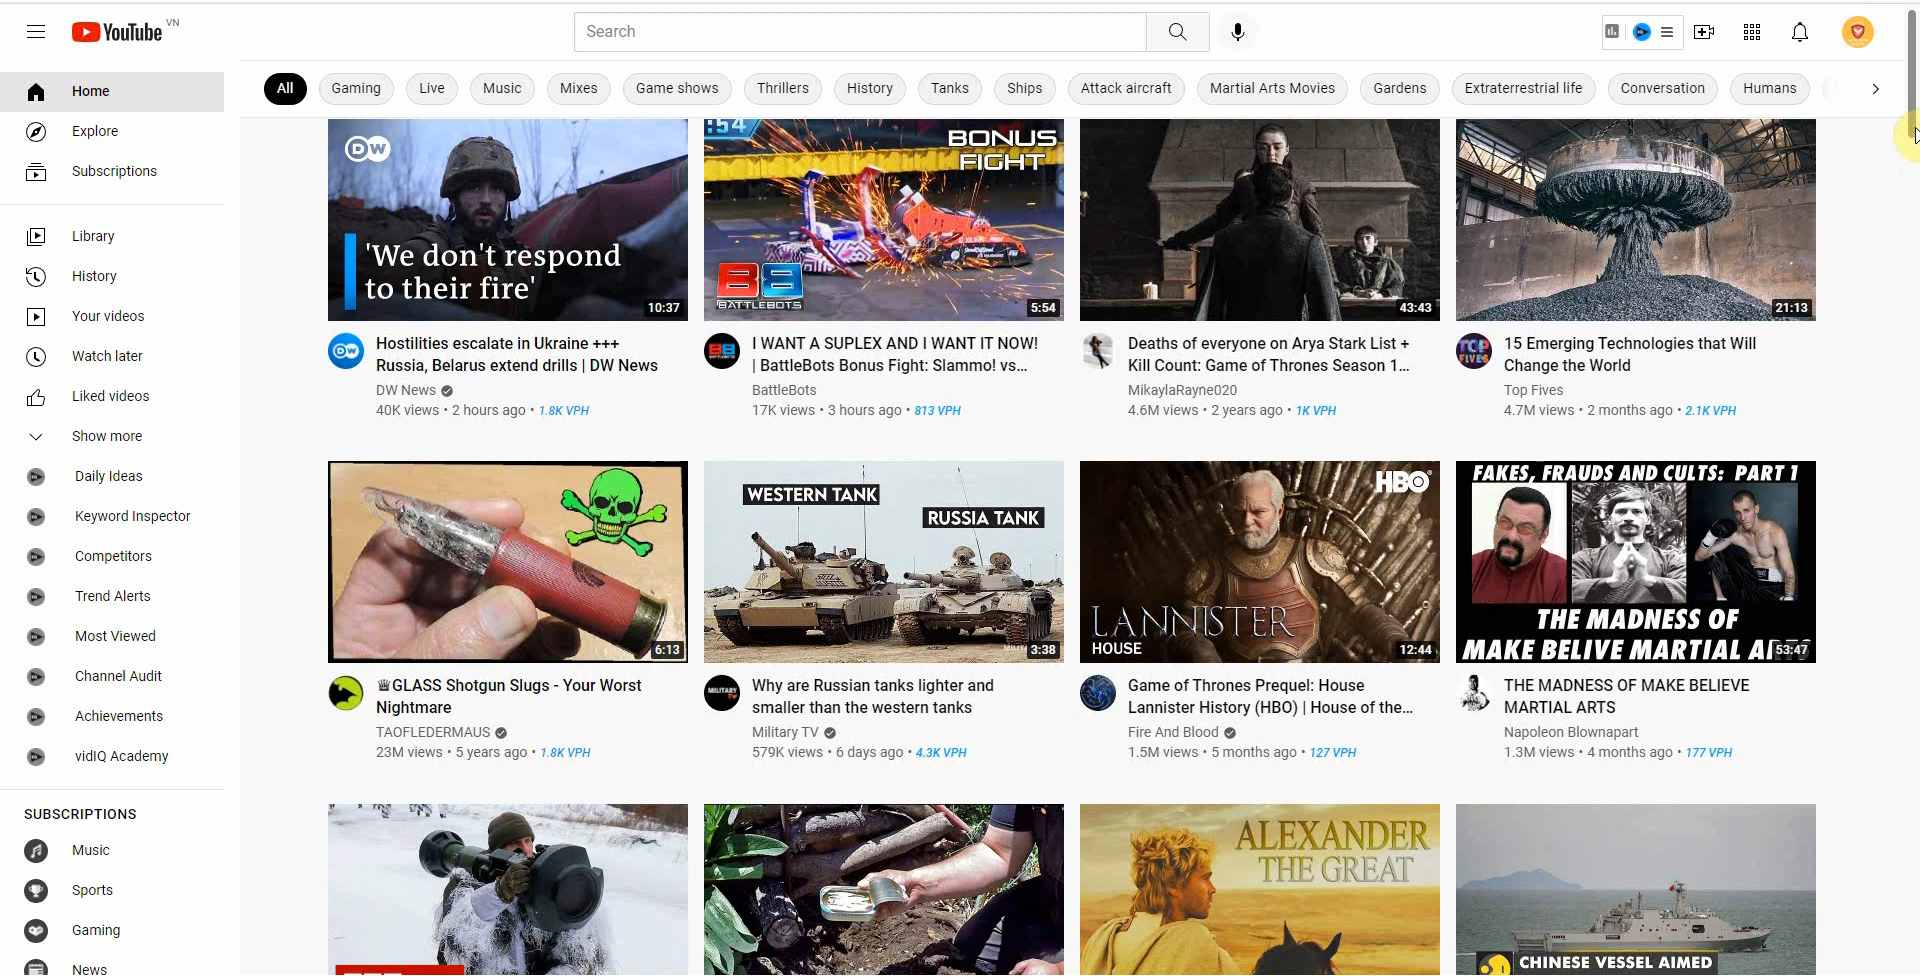 YouTube VN
Search
Home
Explore
Subscriptions
Library
History
Your videos
Watch later
Liked videos
Show more
Daily Ideas
Keyword Inspector
Competitors
Trend Alerts
Most Viewed
Channel Audit
Achievements
vidIQ Academy
SUBSCRIPTIONS
Music
Sports
Gaming
News
All Gaming Live Music Mixes Game shows Thrillers History Tanks Ships Attack aircraft Martial Arts Movies Gardens Extraterrestrial life Conversation Humans
DW
'We don't respond
to their fire'
10:37
DW
Hostilities escalate in Ukraine +++
Russia, Belarus extend drills | DW News
DW News
40K views • 2 hours ago • 1.8K VPH
:54
BONUS
FIGHT
BATTLEBOTS
5:54
I WANT A SUPLEX AND I WANT IT NOW!
| BattleBots Bonus Fight: Slammo! vs...
BattleBots
17K views • 3 hours ago • 813 VPH
43:43
Deaths of everyone on Arya Stark List +
Kill Count: Game of Thrones Season 1...
MikaylaRayne020
4.6M views • 2 years ago • 1K VPH
21:13
TOP
FIVES
15 Emerging Technologies that Will
Change the World
Top Fives
4.7M views • 2 months ago • 2.1K VPH
6:13
♛GLASS Shotgun Slugs - Your Worst
Nightmare
TAOFLEDERMAUS
23M views • 5 years ago • 1.8K VPH
WESTERN TANK
RUSSIA TANK
3:38
MILITARY
TV
Why are Russian tanks lighter and
smaller than the western tanks
Military TV
579K views • 6 days ago • 4.3K VPH
HBO
LANNISTER
HOUSE
12:44
Game of Thrones Prequel: House
Lannister History (HBO) | House of the...
Fire And Blood
1.5M views • 5 months ago • 127 VPH
FAKES, FRAUDS AND CULTS: PART 1
THE MADNESS OF
MAKE BELIVE MARTIAL ARTS
53:47
THE MADNESS OF MAKE BELIEVE
MARTIAL ARTS
Napoleon Blownapart
1.3M views • 4 months ago • 177 VPH
ALEXANDER
THE GREAT
CHINESE VESSEL AIMED